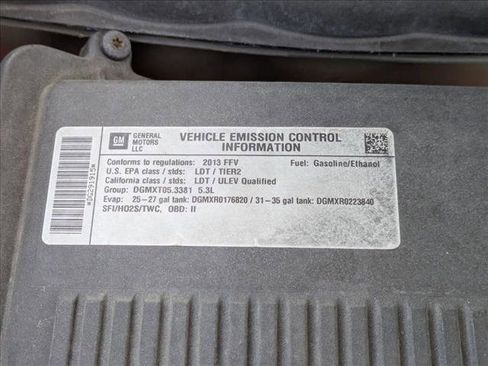 GM
GENERAL
MOTORS
LLC
VEHICLE EMISSION CONTROL
INFORMATION
Conforms to regulations: 2013 FFV Fuel: Gasoline/Ethanol
U.S. EPA class / stds: LDT / TIER2
California class / stds: LDT / ULEV Qualified
Group: DGMXT05.3381 5.3L
Evap: 25-27 gal tank: DGMXR0176820 / 31-35 gal tank: DGMXR0223840
SFI/HO2S/TWC, OBD: II
*DG291915*